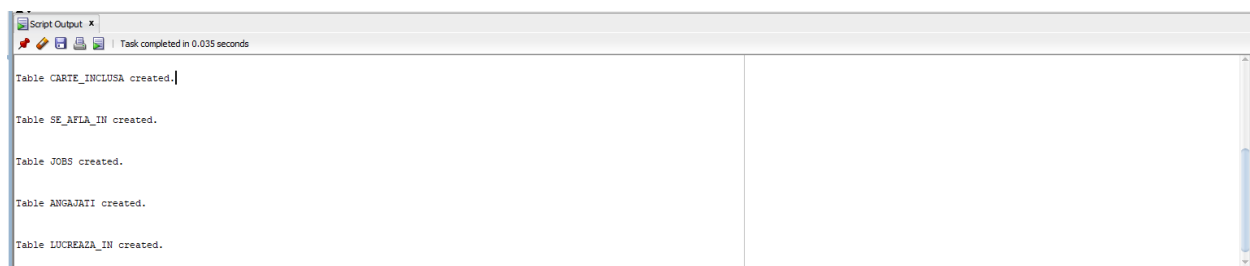 Script Output x
Task completed in 0.035 seconds
Table CARTE_INCLUSA created.
Table SE_AFLA_IN created.
Table JOBS created.
Table ANGAJATI created.
Table LUCREAZA_IN created.